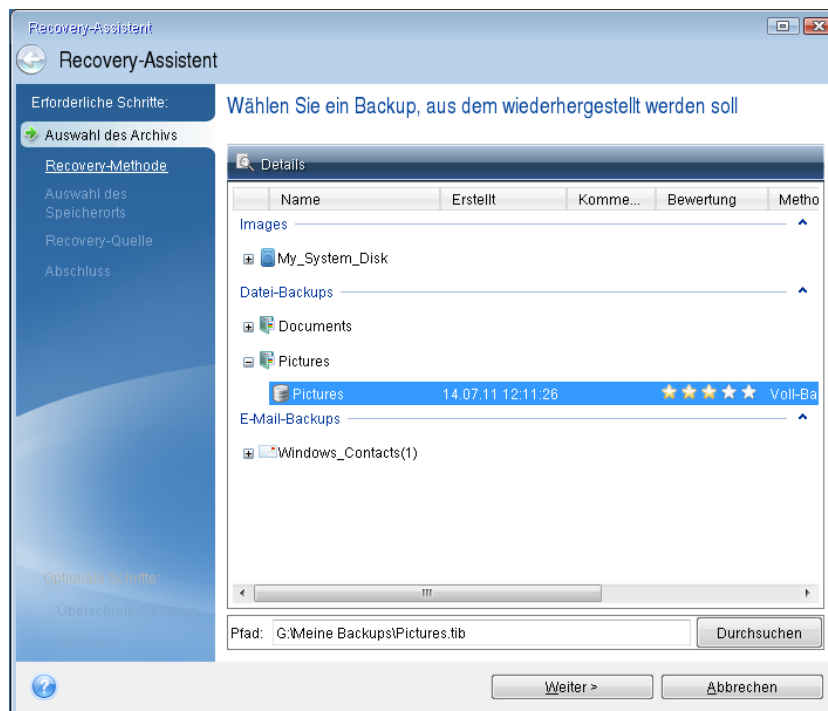 Recovery-Assistent
Recovery-Assistent
Erforderliche Schritte:
Auswahl des Archivs
Recovery-Methode
Auswahl des
Speicherorts
Recovery-Quelle
Abschluss
Optionale Schritte:
Wählen Sie ein Backup, aus dem wiederhergestellt werden soll
Details
Name Erstellt Komme... Bewertung Metho
Images
My_System_Disk
Datei-Backups
Documents
Pictures
Pictures 14.07.11 12:11:26 Voll-Ba
E-Mail-Backups
Windows_Contacts(1)
Pfad: G:\Meine Backups\Pictures.tib Durchsuchen
Weiter > Abbrechen